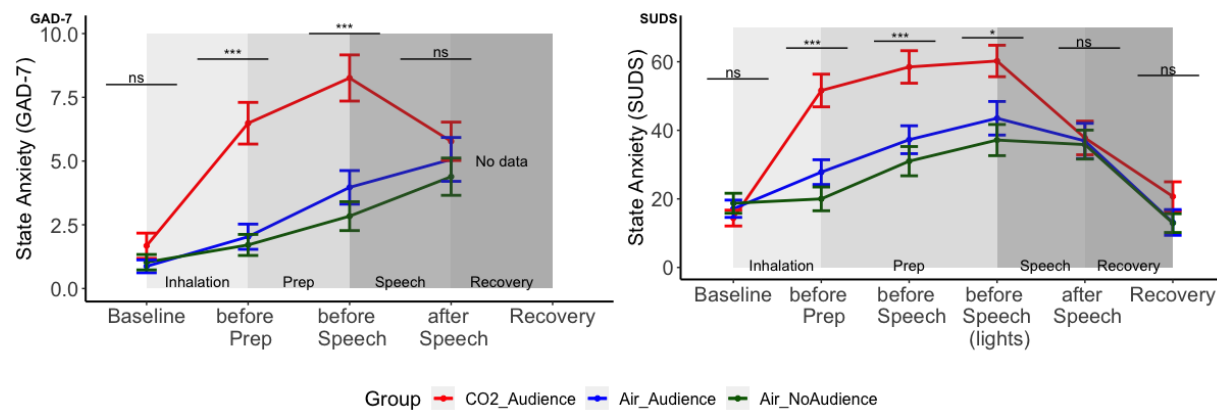 GAD-7
State Anxiety (GAD-7)
10.0
7.5
5.0
2.5
0.0
ns
***
***
ns
No data
Inhalation Prep Speech Recovery
Baseline before Prep before Speech after Speech Recovery
SUDS
State Anxiety (SUDS)
60
40
20
0
ns
***
***
*
ns
ns
Inhalation Prep Speech Recovery
Baseline before Prep before Speech before Speech (lights) after Speech Recovery
Group CO2_Audience Air_Audience Air_NoAudience